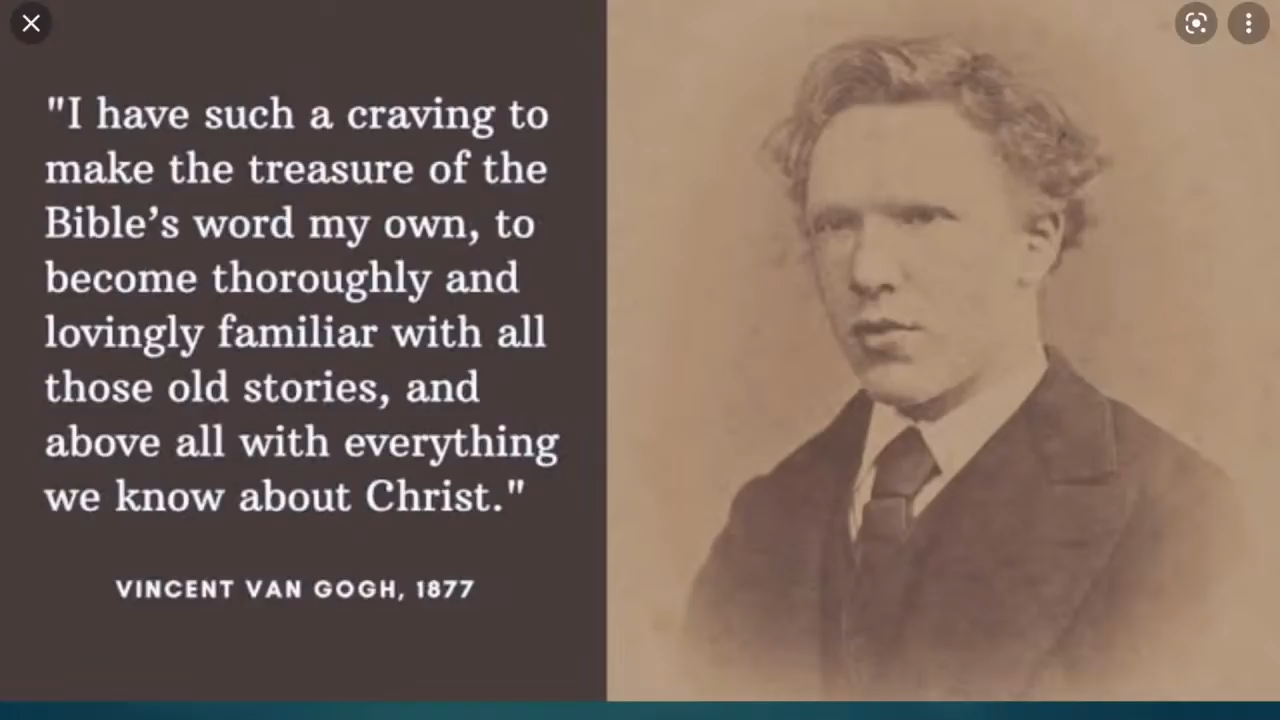 "I have such a craving to
make the treasure of the
Bible’s word my own, to
become thoroughly and
lovingly familiar with all
those old stories, and
above all with everything
we know about Christ."
VINCENT VAN GOGH, 1877